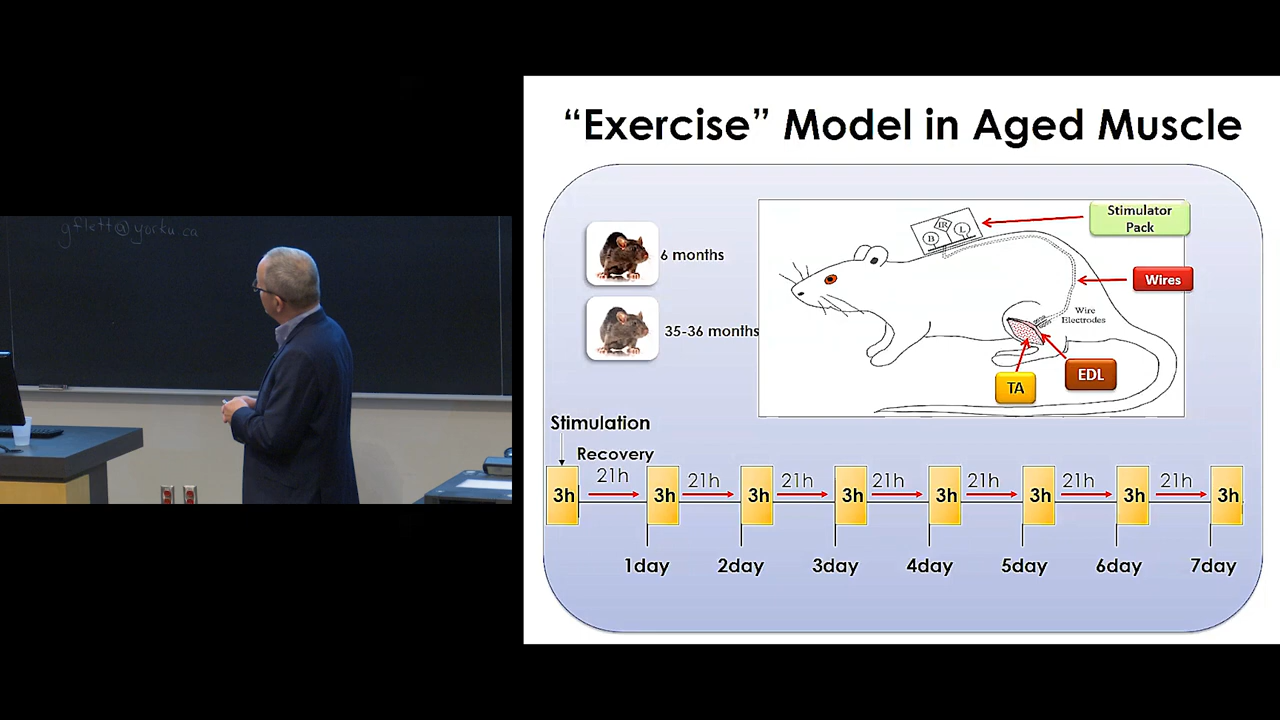 gflett@yorku.ca
“Exercise” Model in Aged Muscle
6 months
35-36 months
B
IR
L
Stimulator
Pack
Wires
Wire
Electrodes
TA
EDL
Stimulation
Recovery
21h 21h 21h 21h 21h 21h 21h
3h 3h 3h 3h 3h 3h 3h 3h
1day 2day 3day 4day 5day 6day 7day